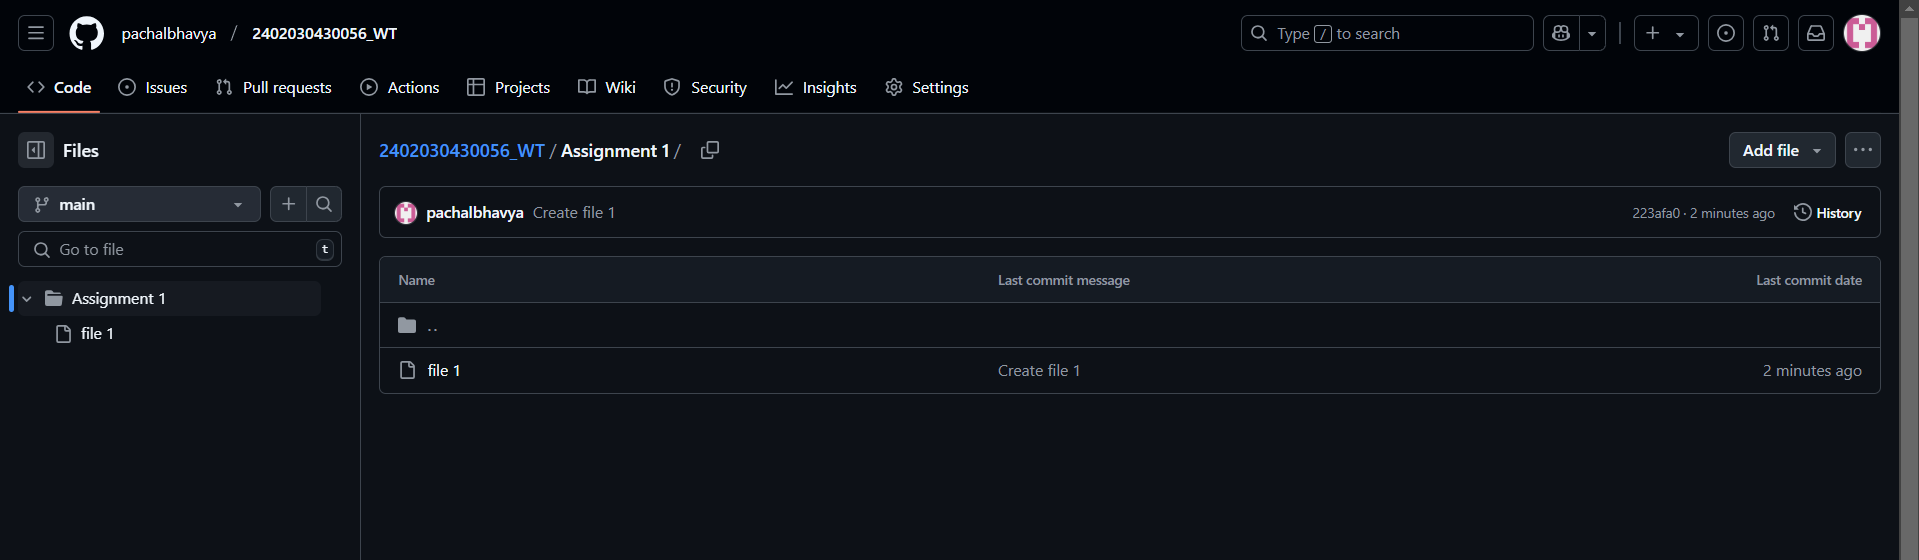 pachalbhavya / 2402030430056_WT
Type / to search
Code Issues Pull requests Actions Projects Wiki Security Insights Settings
Files
2402030430056_WT / Assignment 1 /
Add file
main
pachalbhavya Create file 1
223afa0 · 2 minutes ago History
Go to file t
Name Last commit message Last commit date
Assignment 1
..
file 1
file 1 Create file 1 2 minutes ago